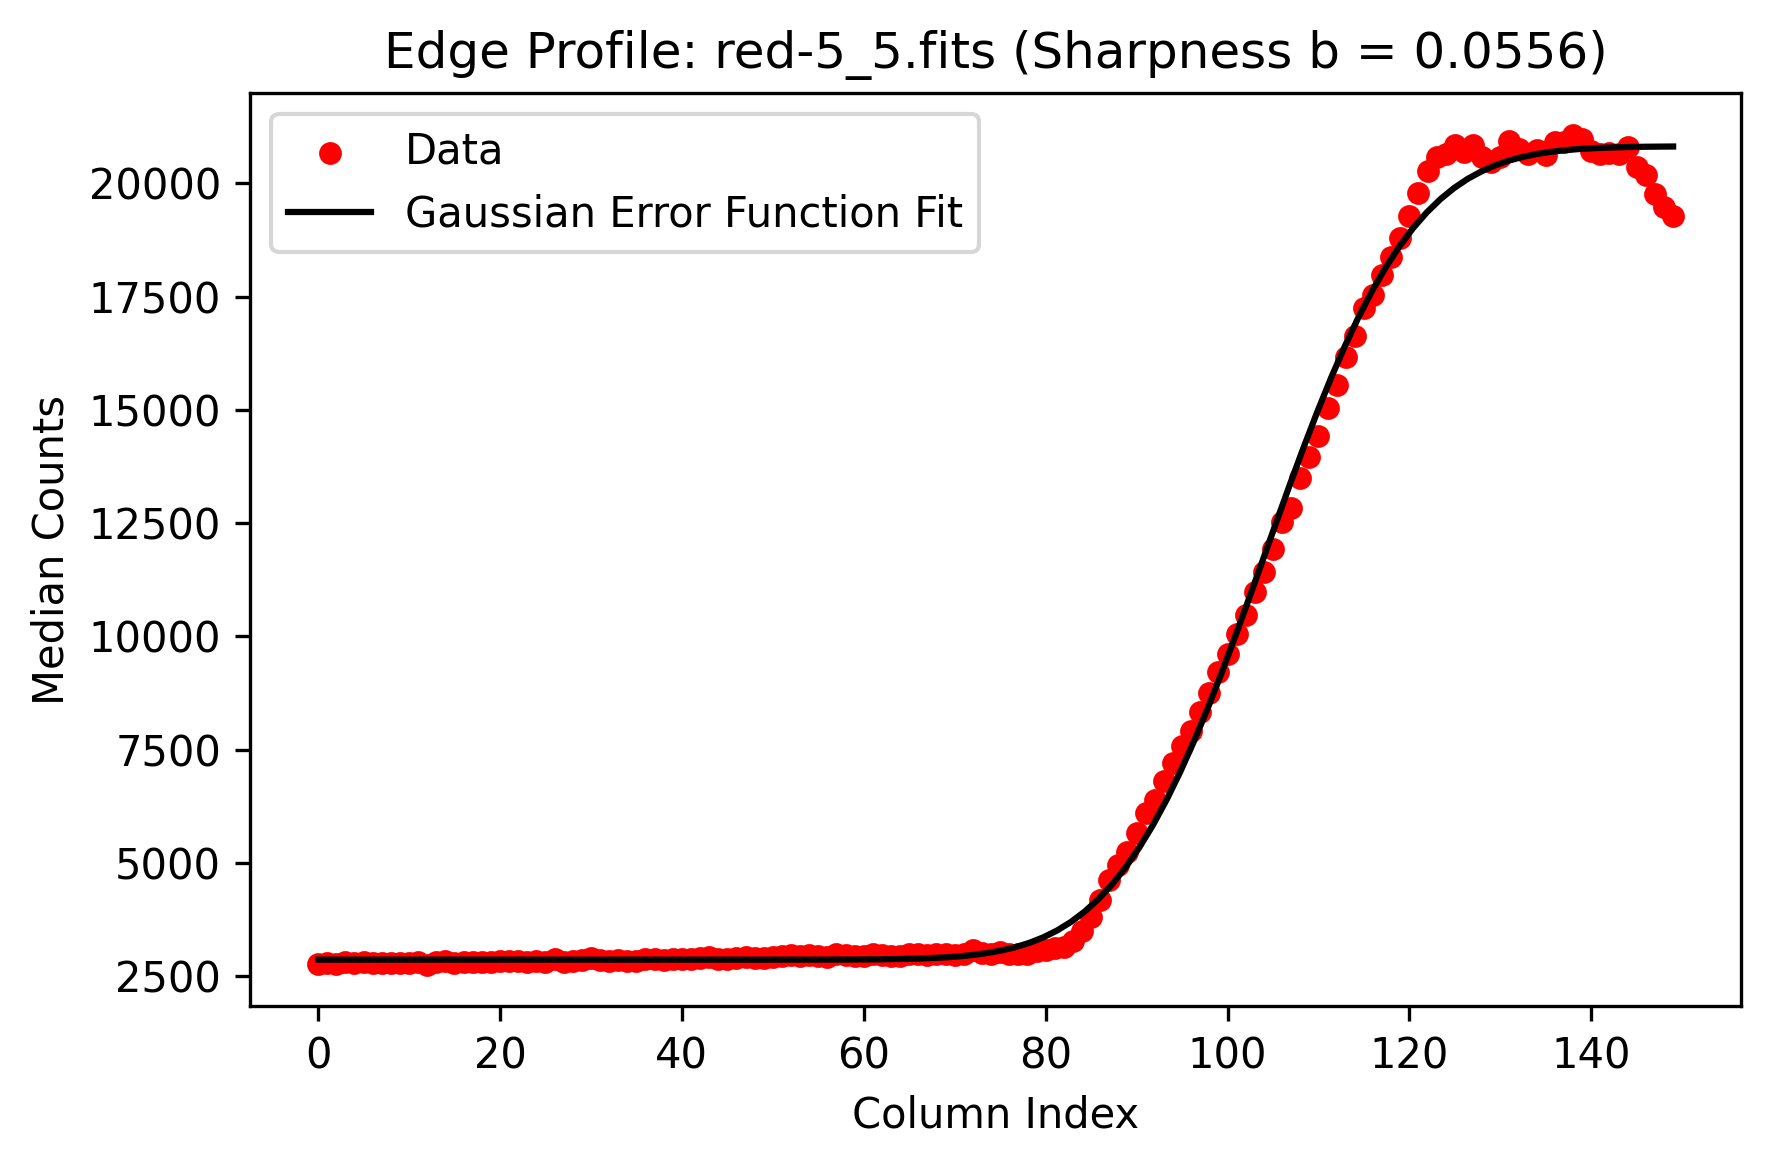 Edge Profile: red-5_5.fits (Sharpness b = 0.0556)
Data
Gaussian Error Function Fit
20000
17500
15000
12500
10000
7500
5000
2500
Median Counts
0 20 40 60 80 100 120 140
Column Index